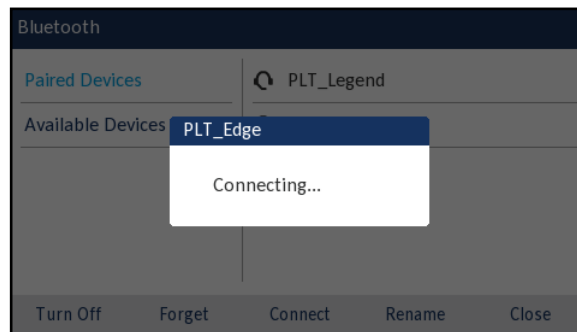 Bluetooth
Paired Devices
PLT_Legend
Available Devices
PLT_Edge
Connecting...
Turn Off Forget Connect Rename Close